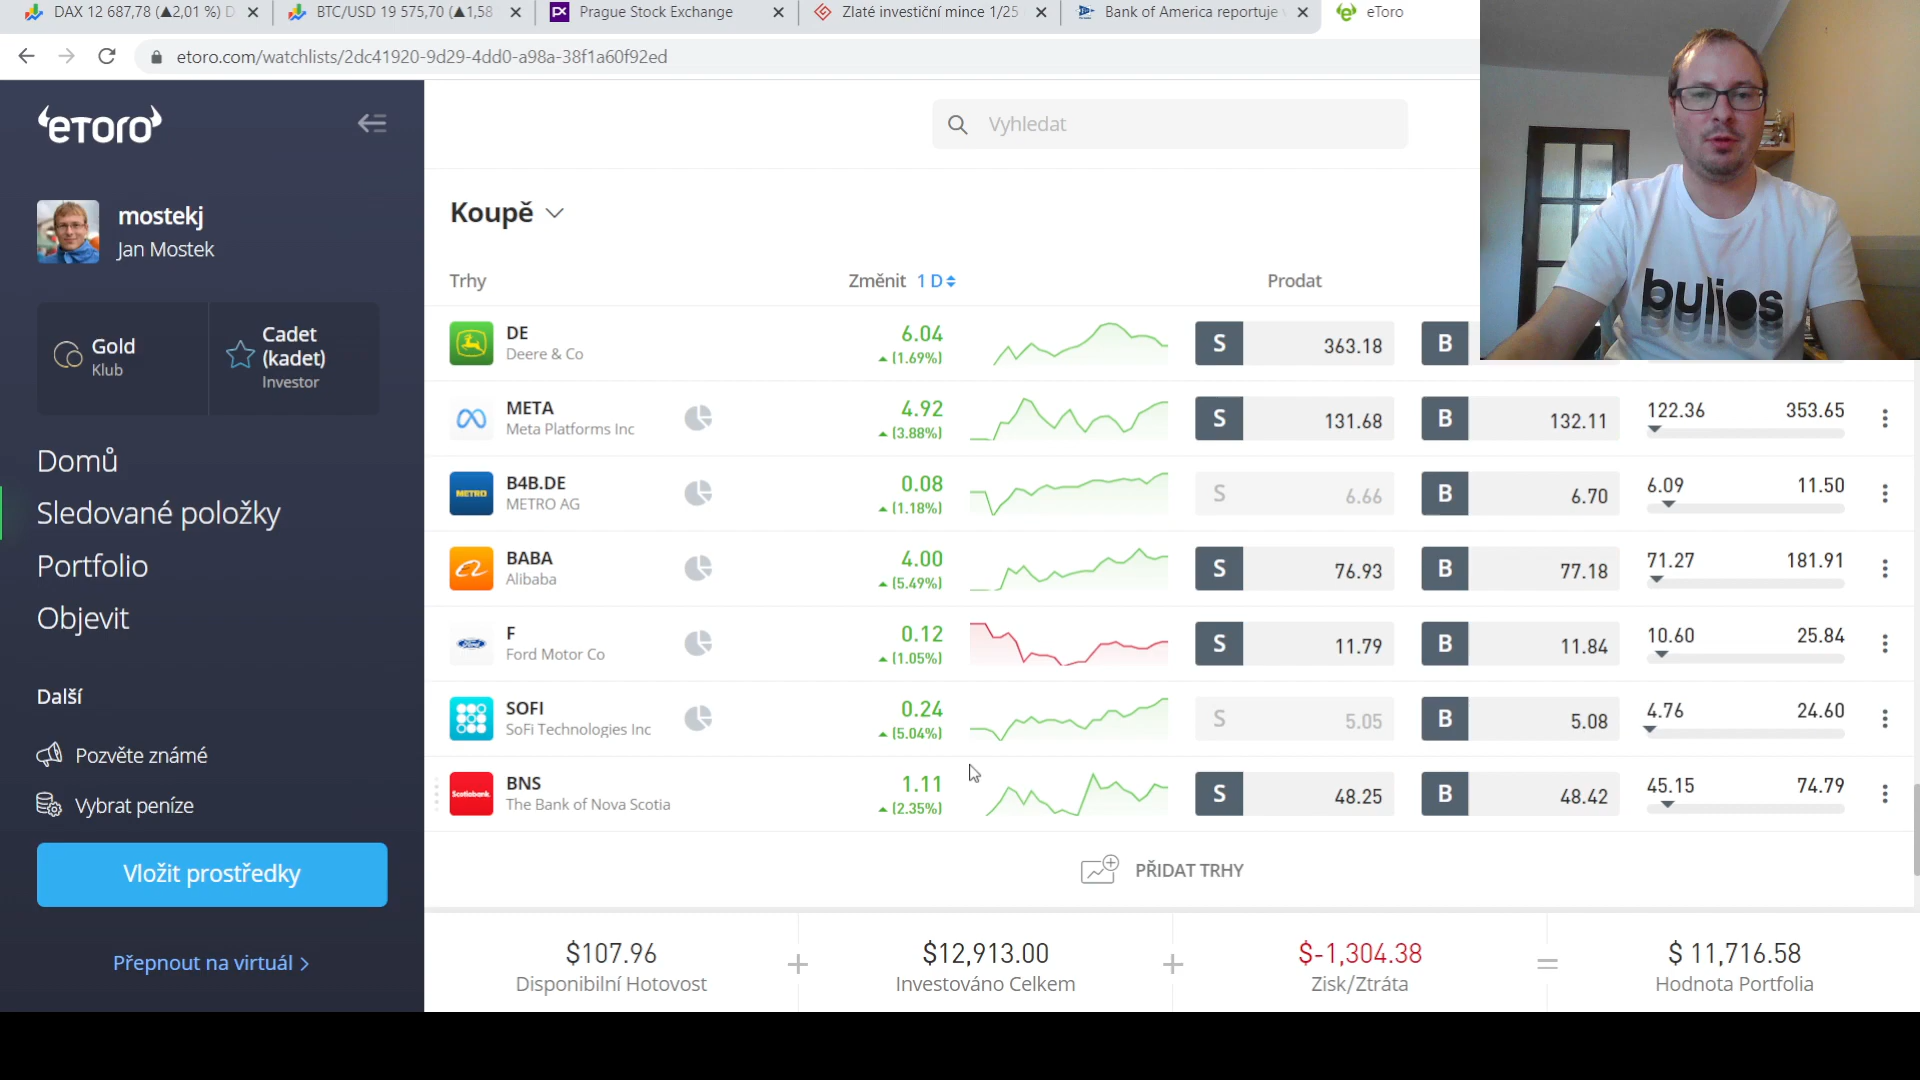 DAX 12 687,78 (▲2,01 %) D
BTC/USD 19 575,70 (▲1,58
Prague Stock Exchange
Zlaté investiční mince 1/25
Bank of America reportuje
eToro
etoro.com/watchlists/2dc41920-9d29-4dd0-a98a-38f1a60f92ed
eToro
Vyhledat
mostekj
Jan Mostek
Gold
Klub
Cadet
(kadet)
Investor
Domů
Sledované položky
Portfolio
Objevit
Další
Pozvěte známé
Vybrat peníze
Vložit prostředky
Přepnout na virtuál >
Koupě
Trhy Změnit 1 D Prodat
DE 6.04 S 363.18 B
Deere & Co (1.69%)
META 4.92 S 131.68 B 132.11 122.36 353.65
Meta Platforms Inc (3.88%)
METRO B4B.DE 0.08 S 6.66 B 6.70 6.09 11.50
METRO AG (1.18%)
BABA 4.00 S 76.93 B 77.18 71.27 181.91
Alibaba (5.49%)
F 0.12 S 11.79 B 11.84 10.60 25.84
Ford Motor Co (1.05%)
SOFI 0.24 S 5.05 B 5.08 4.76 24.60
SoFi Technologies Inc (5.04%)
Scotiabank BNS 1.11 S 48.25 B 48.42 45.15 74.79
The Bank of Nova Scotia (2.35%)
PŘIDAT TRHY
$107.96 + $12,913.00 + $-1,304.38 = $ 11,716.58
Disponibilní Hotovost Investováno Celkem Zisk/Ztráta Hodnota Portfolia
bulios